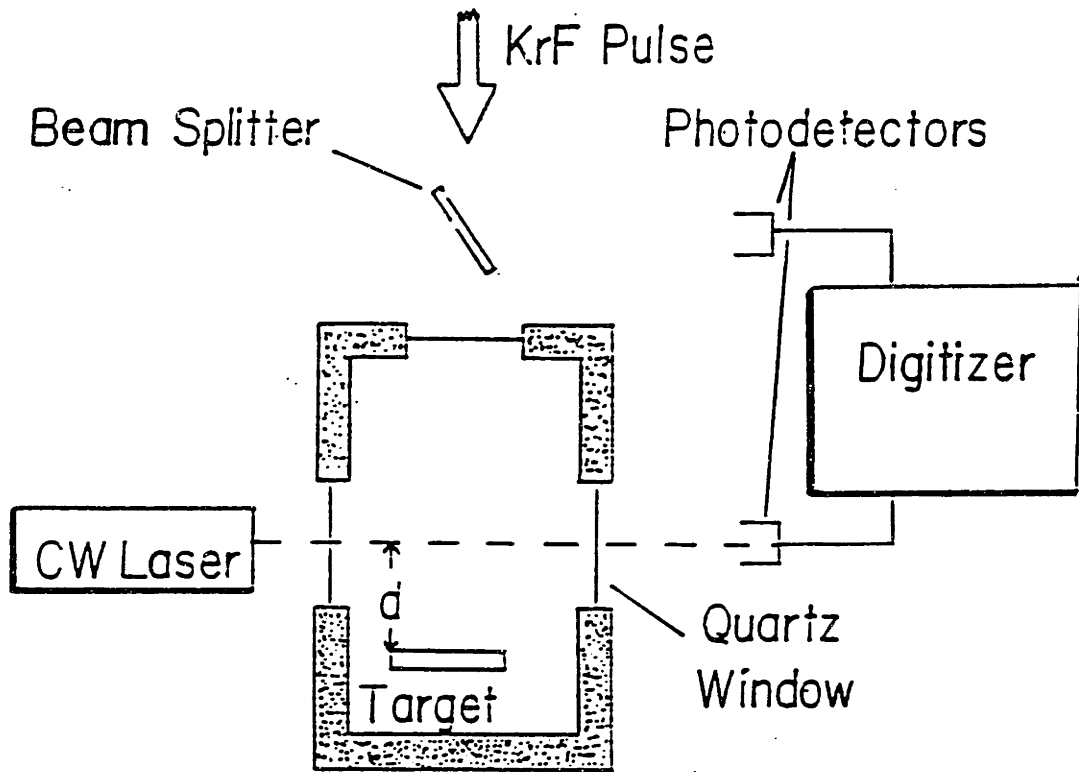 KrF Pulse
Beam Splitter
Photodetectors
Digitizer
CW Laser
d
Quartz
Window
Target